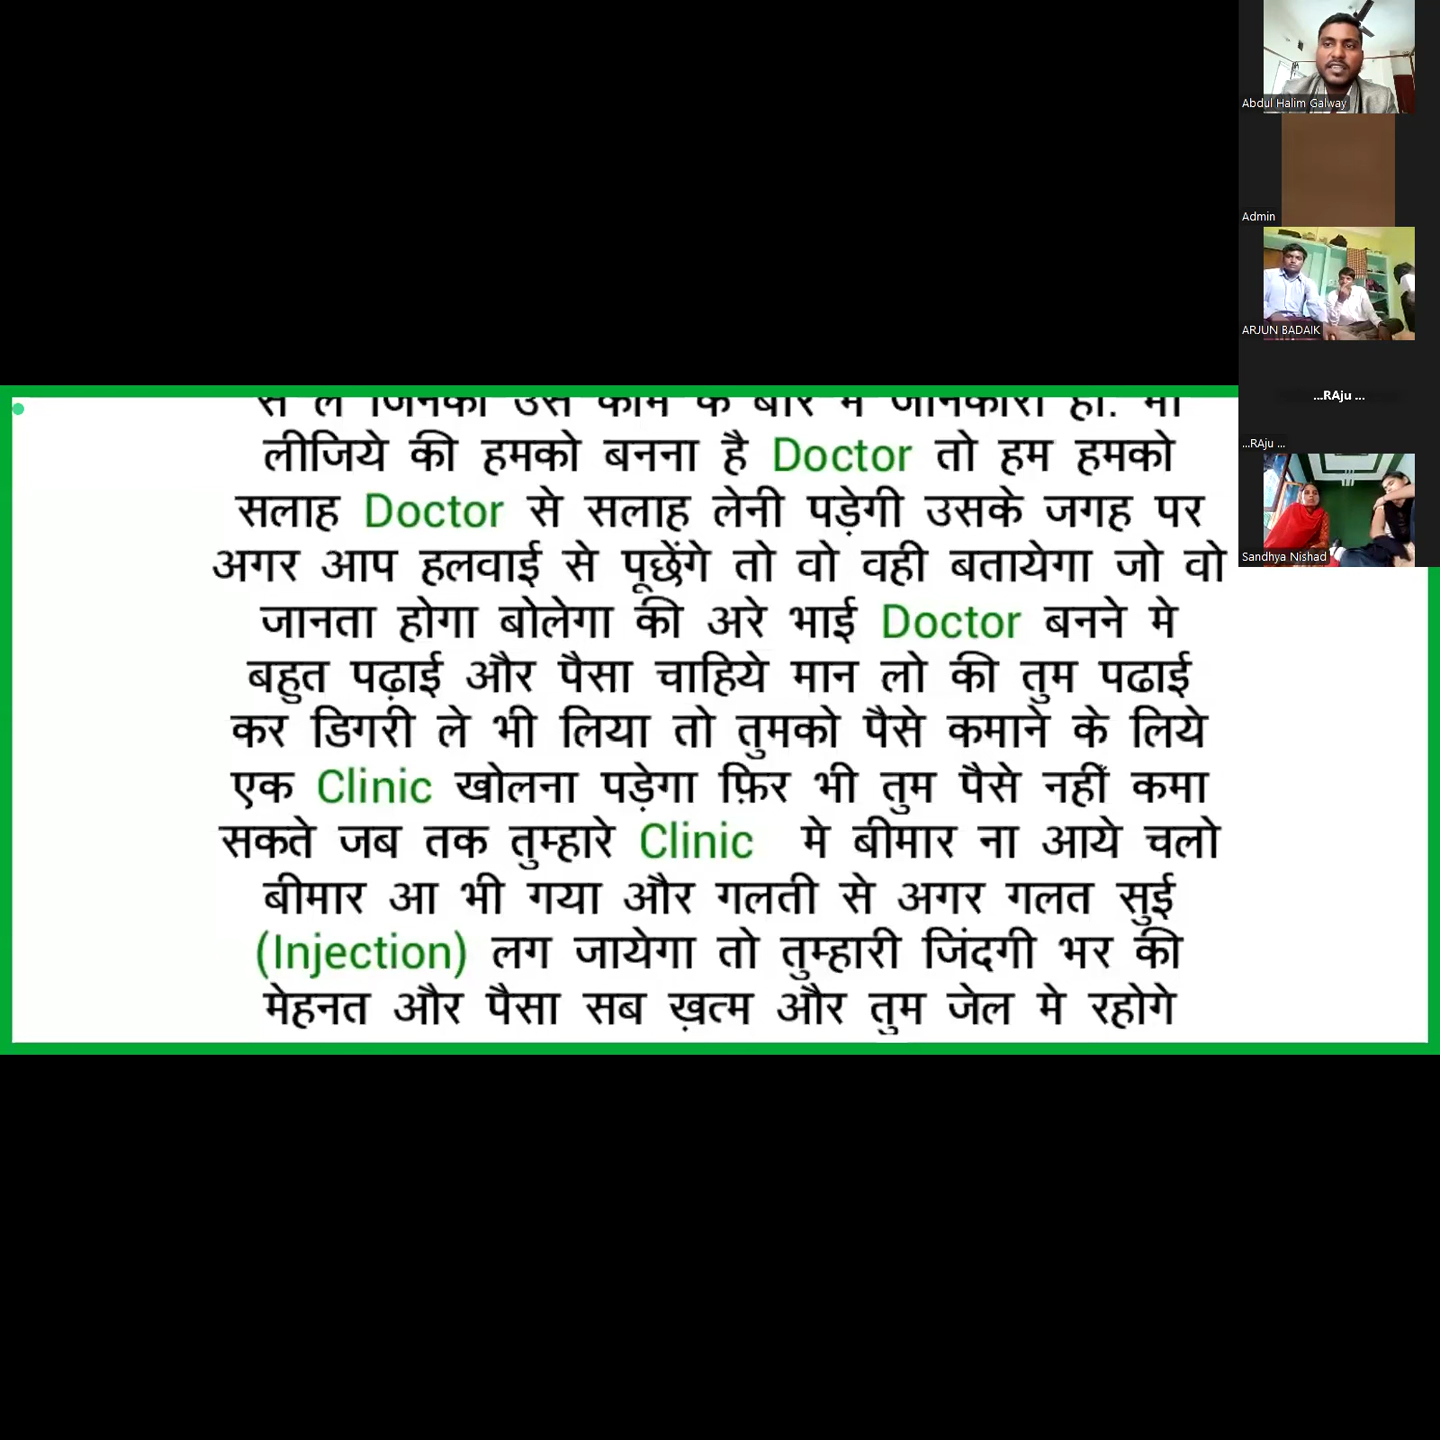 से ले जिनको उस काम के बारे मे जानकारी हो. मा
लीजिये की हमको बनना है Doctor तो हम हमको
सलाह Doctor से सलाह लेनी पड़ेगी उसके जगह पर
अगर आप हलवाई से पूछेंगे तो वो वही बतायेगा जो वो
जानता होगा बोलेगा की अरे भाई Doctor बनने मे
बहुत पढ़ाई और पैसा चाहिये मान लो की तुम पढाई
कर डिगरी ले भी लिया तो तुमको पैसे कमाने के लिये
एक Clinic खोलना पड़ेगा फ़िर भी तुम पैसे नहीं कमा
सकते जब तक तुम्हारे Clinic मे बीमार ना आये चलो
बीमार आ भी गया और गलती से अगर गलत सुई
(Injection) लग जायेगा तो तुम्हारी जिंदगी भर की
मेहनत और पैसा सब ख़त्म और तुम जेल मे रहोगे
Abdul Halim Galway
Admin
ARJUN BADAIK
...RAju ...
...RAju ...
Sandhya Nishad